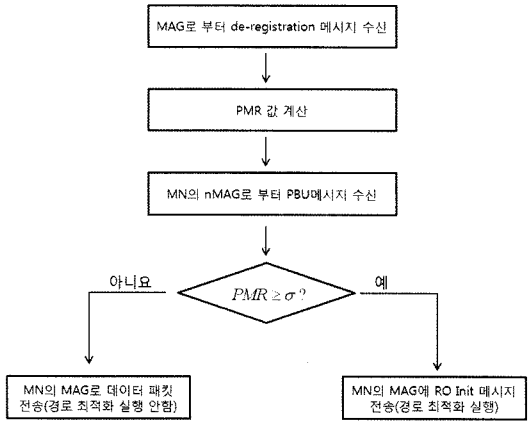 MAG로 부터 de-registration 메시지 수신
PMR 값 계산
MN의 nMAG로 부터 PBU메시지 수신
아니요
PMR ≥ σ ?
예
MN의 MAG로 데이터 패킷
전송(경로 최적화 실행 안함)
MN의 MAG에 RO Init 메시지
전송(경로 최적화 실행)